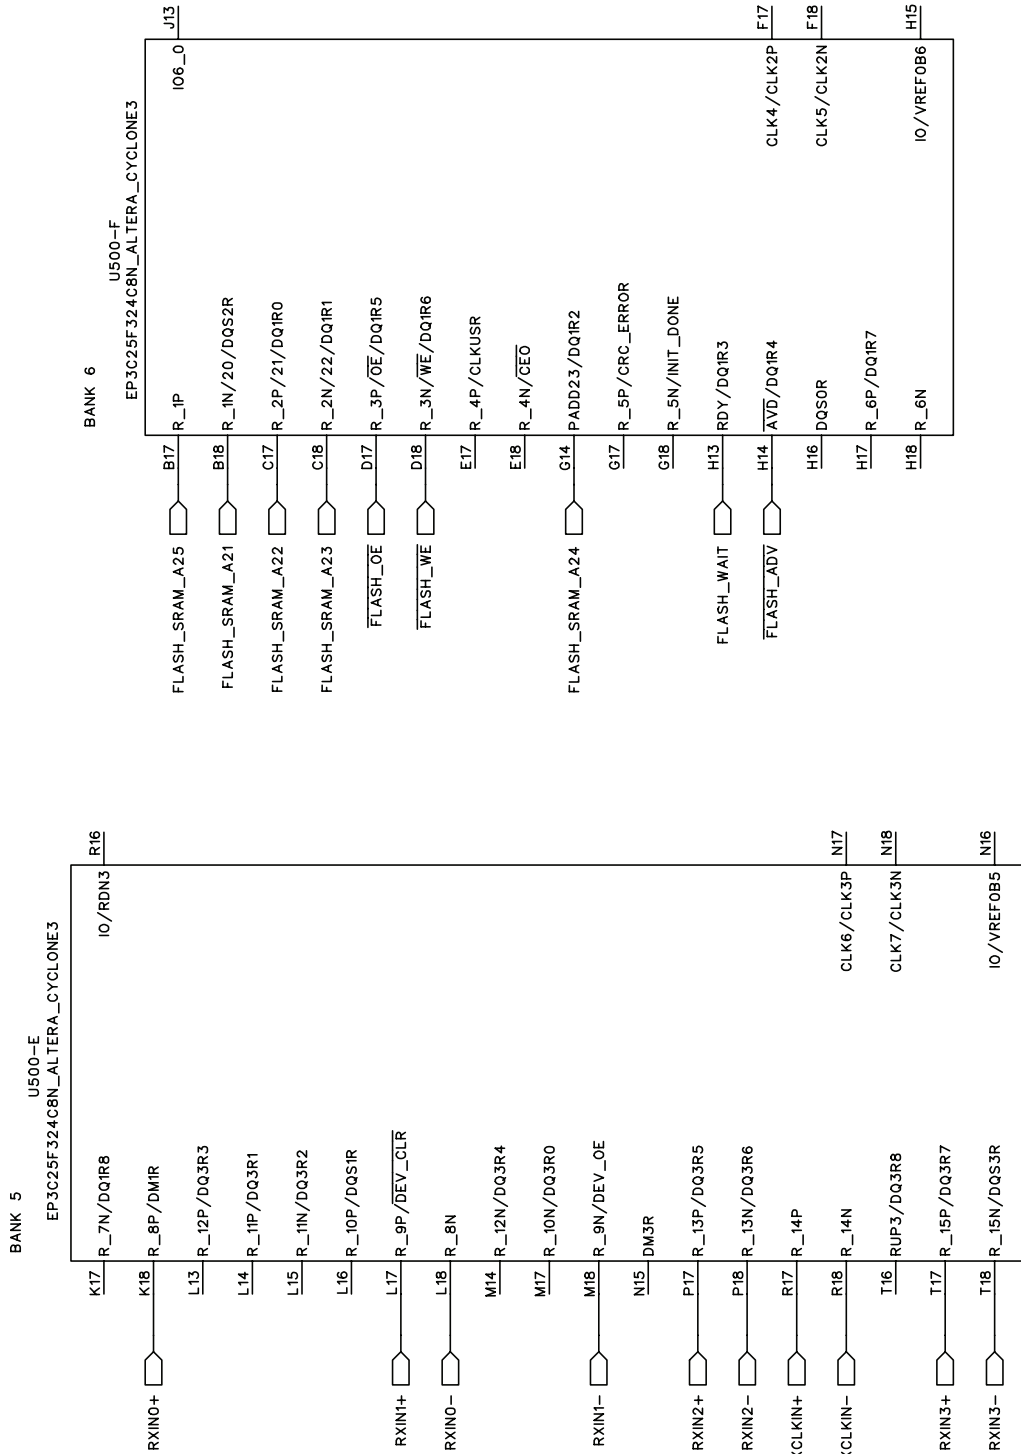 BANK 6
U500-F
EP3C25F324C8N_ALTERA_CYCLONE3
FLASH_SRAM_A25 B17 R_1P IO6_0 J13
FLASH_SRAM_A21 B18 R_1N/20/DQS2R
FLASH_SRAM_A22 C17 R_2P/21/DQ1R0
FLASH_SRAM_A23 C18 R_2N/22/DQ1R1
FLASH_OE D17 R_3P/OE/DQ1R5
FLASH_WE D18 R_3N/WE/DQ1R6
E17 R_4P/CLKUSR
E18 R_4N/CEO
FLASH_SRAM_A24 G14 PADD23/DQ1R2
G17 R_5P/CRC_ERROR
G18 R_5N/INIT_DONE
FLASH_WAIT H13 RDY/DQ1R3
FLASH_ADV H14 AVD/DQ1R4 CLK4/CLK2P F17
H16 DQS0R CLK5/CLK2N F18
H17 R_6P/DQ1R7
H18 R_6N IO/VREF0B6 H15
BANK 5
U500-E
EP3C25F324C8N_ALTERA_CYCLONE3
K17 R_7N/DQ1R8 IO/RDN3 R16
RXIN0+ K18 R_8P/DM1R
L13 R_12P/DQ3R3
L14 R_11P/DQ3R1
L15 R_11N/DQ3R2
L16 R_10P/DQS1R
RXIN1+ L17 R_9P/DEV_CLR
RXIN0- L18 R_8N
M14 R_12N/DQ3R4
M17 R_10N/DQ3R0
RXIN1- M18 R_9N/DEV_OE
N15 DM3R
RXIN2+ P17 R_13P/DQ3R5
RXIN2- P18 R_13N/DQ3R6
XCLKIN+ R17 R_14P
XCLKIN- R18 R_14N CLK6/CLK3P N17
T16 RUP3/DQ3R8 CLK7/CLK3N N18
RXIN3+ T17 R_15P/DQ3R7
RXIN3- T18 R_15N/DQS3R IO/VREF0B5 N16